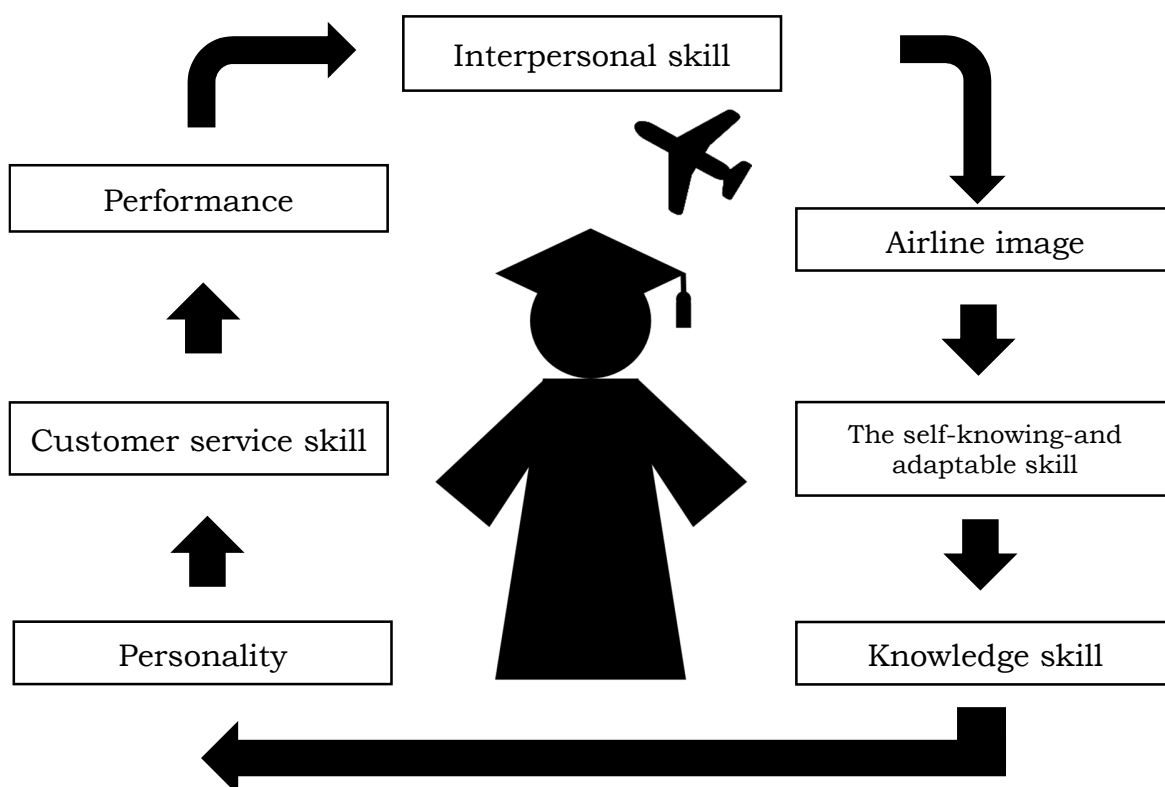 Interpersonal skill
Performance
Airline image
Customer service skill
The self-knowing-and
adaptable skill
Personality
Knowledge skill